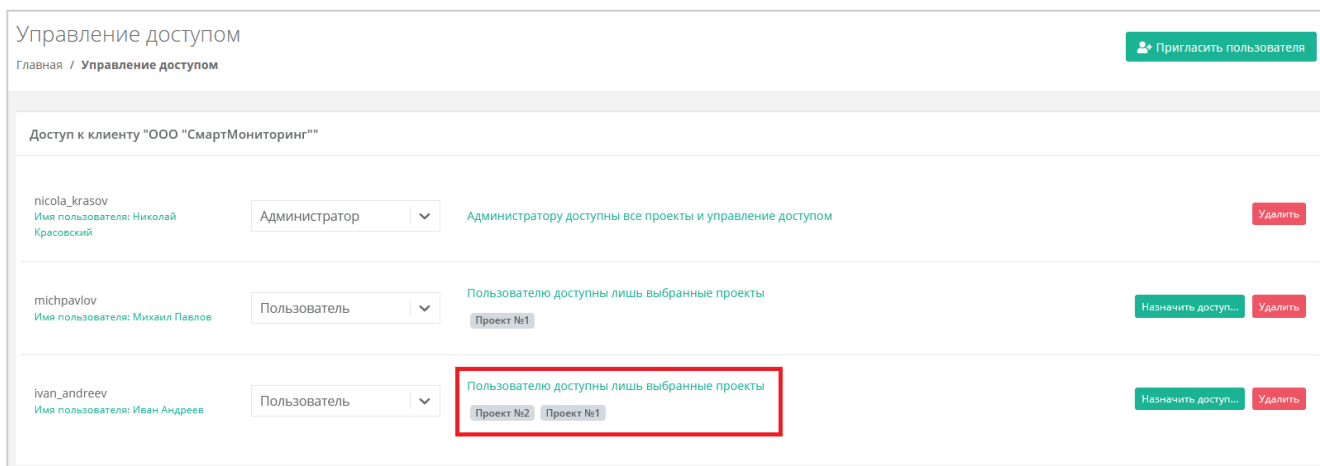 Управление доступом
Пригласить пользователя
Главная / Управление доступом
Доступ к клиенту "ООО "СмартМониторинг""
nicola_krasov
Имя пользователя: Николай
Красовский
Администратор
Администратору доступны все проекты и управление доступом
Удалить
michpavlov
Имя пользователя: Михаил Павлов
Пользователь
Пользователю доступны лишь выбранные проекты
Проект №1
Назначить доступ...
Удалить
ivan_andreev
Имя пользователя: Иван Андреев
Пользователь
Пользователю доступны лишь выбранные проекты
Проект №2 Проект №1
Назначить доступ...
Удалить